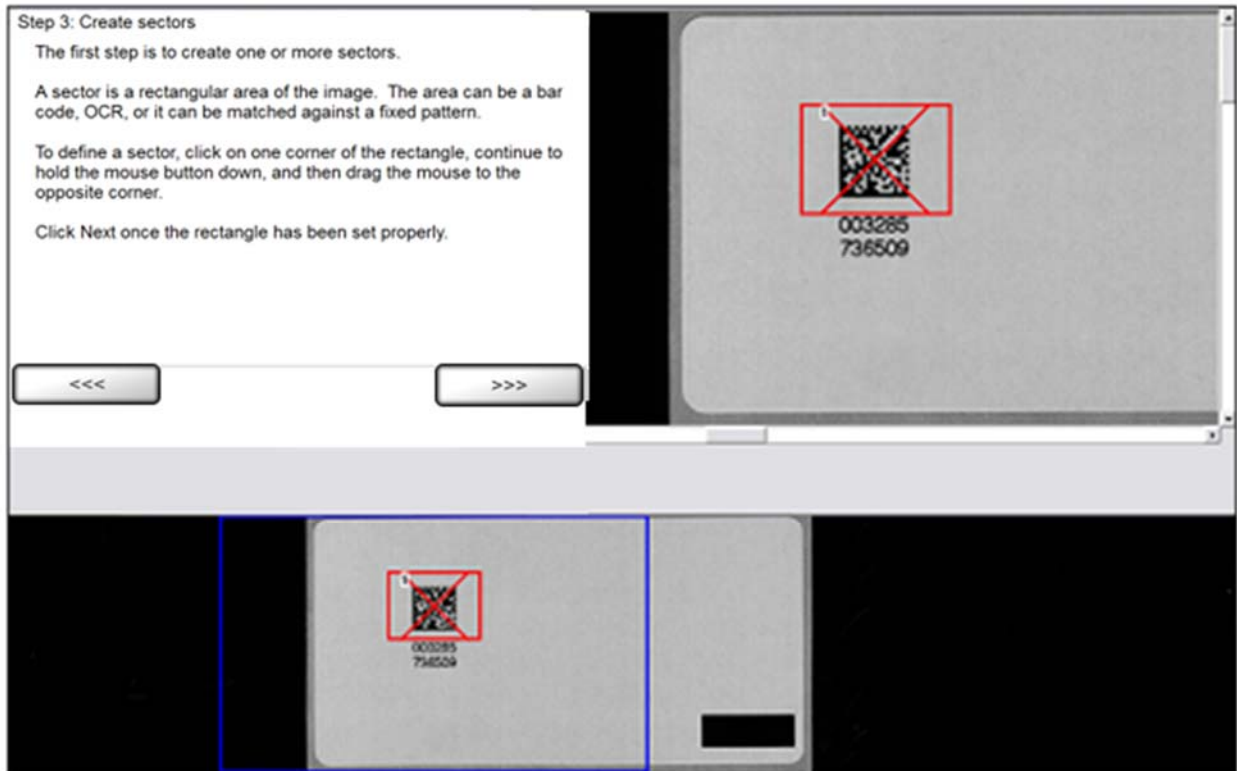 Step 3: Create sectors
The first step is to create one or more sectors.
A sector is a rectangular area of the image. The area can be a bar
code, OCR, or it can be matched against a fixed pattern.
To define a sector, click on one corner of the rectangle, continue to
hold the mouse button down, and then drag the mouse to the
opposite corner.
Click Next once the rectangle has been set properly.
<<<
>>>
1
003285
736509
1
003285
736509